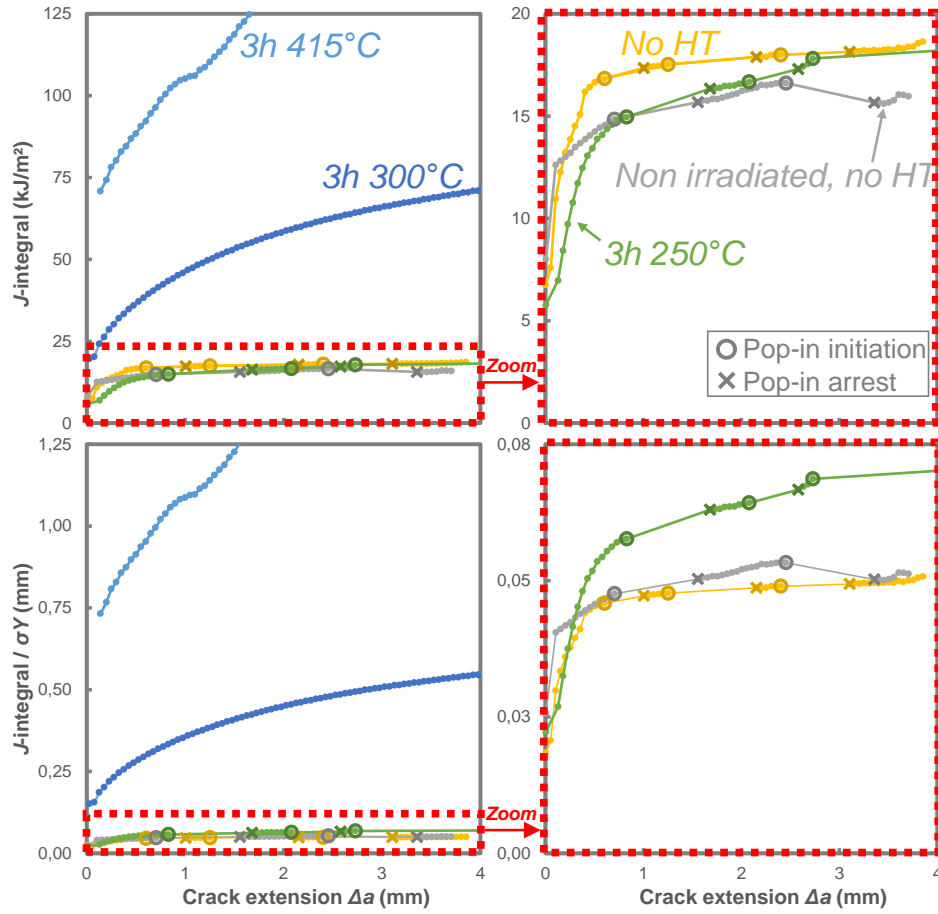 125
100
75
50
25
0
J-integral (kJ/m²)
3h 415°C
3h 300°C
Zoom
20
15
10
5
0
No HT
Non irradiated, no HT
3h 250°C
Pop-in initiation
Pop-in arrest
1,25
1,00
0,75
0,50
0,25
0,00
J-integral / σY (mm)
0 1 2 3 4
Crack extension Δa (mm)
Zoom
0,08
0,05
0,03
0,00
0 1 2 3 4
Crack extension Δa (mm)